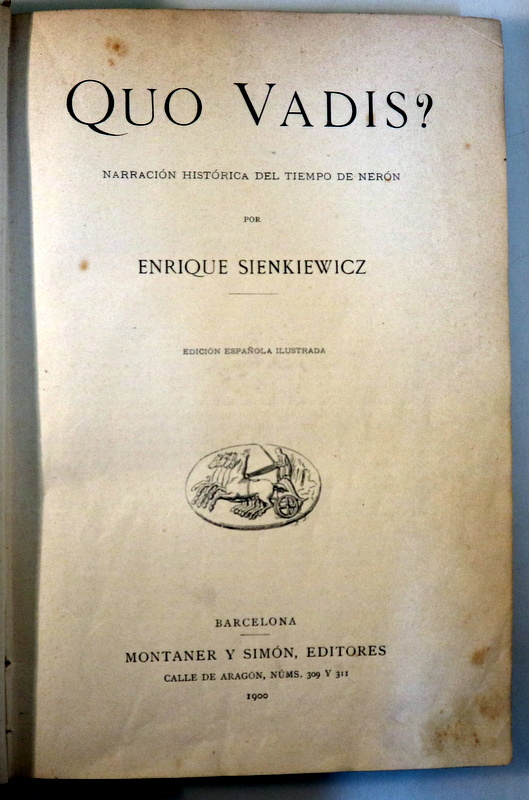 QUO VADIS?
NARRACIÓN HISTÓRICA DEL TIEMPO DE NERÓN
POR
ENRIQUE SIENKIEWICZ
EDICIÓN ESPAÑOLA ILUSTRADA
BARCELONA
MONTANER Y SIMÓN, EDITORES
CALLE DE ARAGÓN, NÚMS. 309 Y 311
1900